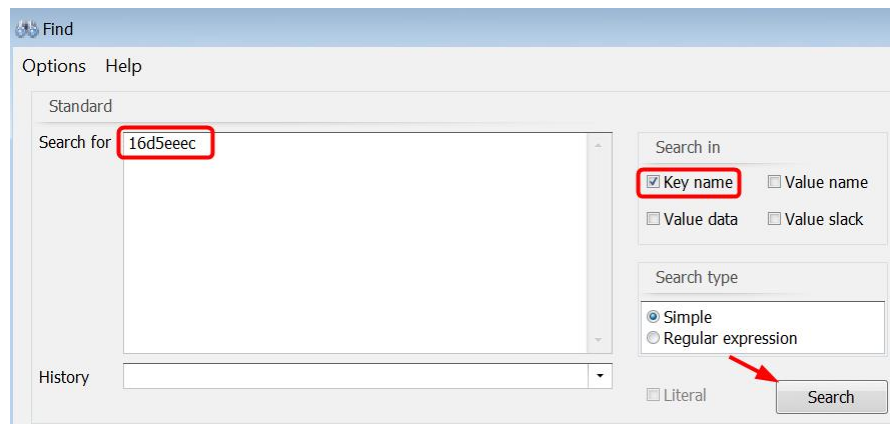 Find
Options Help
Standard
Search for 16d5eeec
Search in
Key name Value name
Value data Value slack
Search type
Simple
Regular expression
History
Literal Search